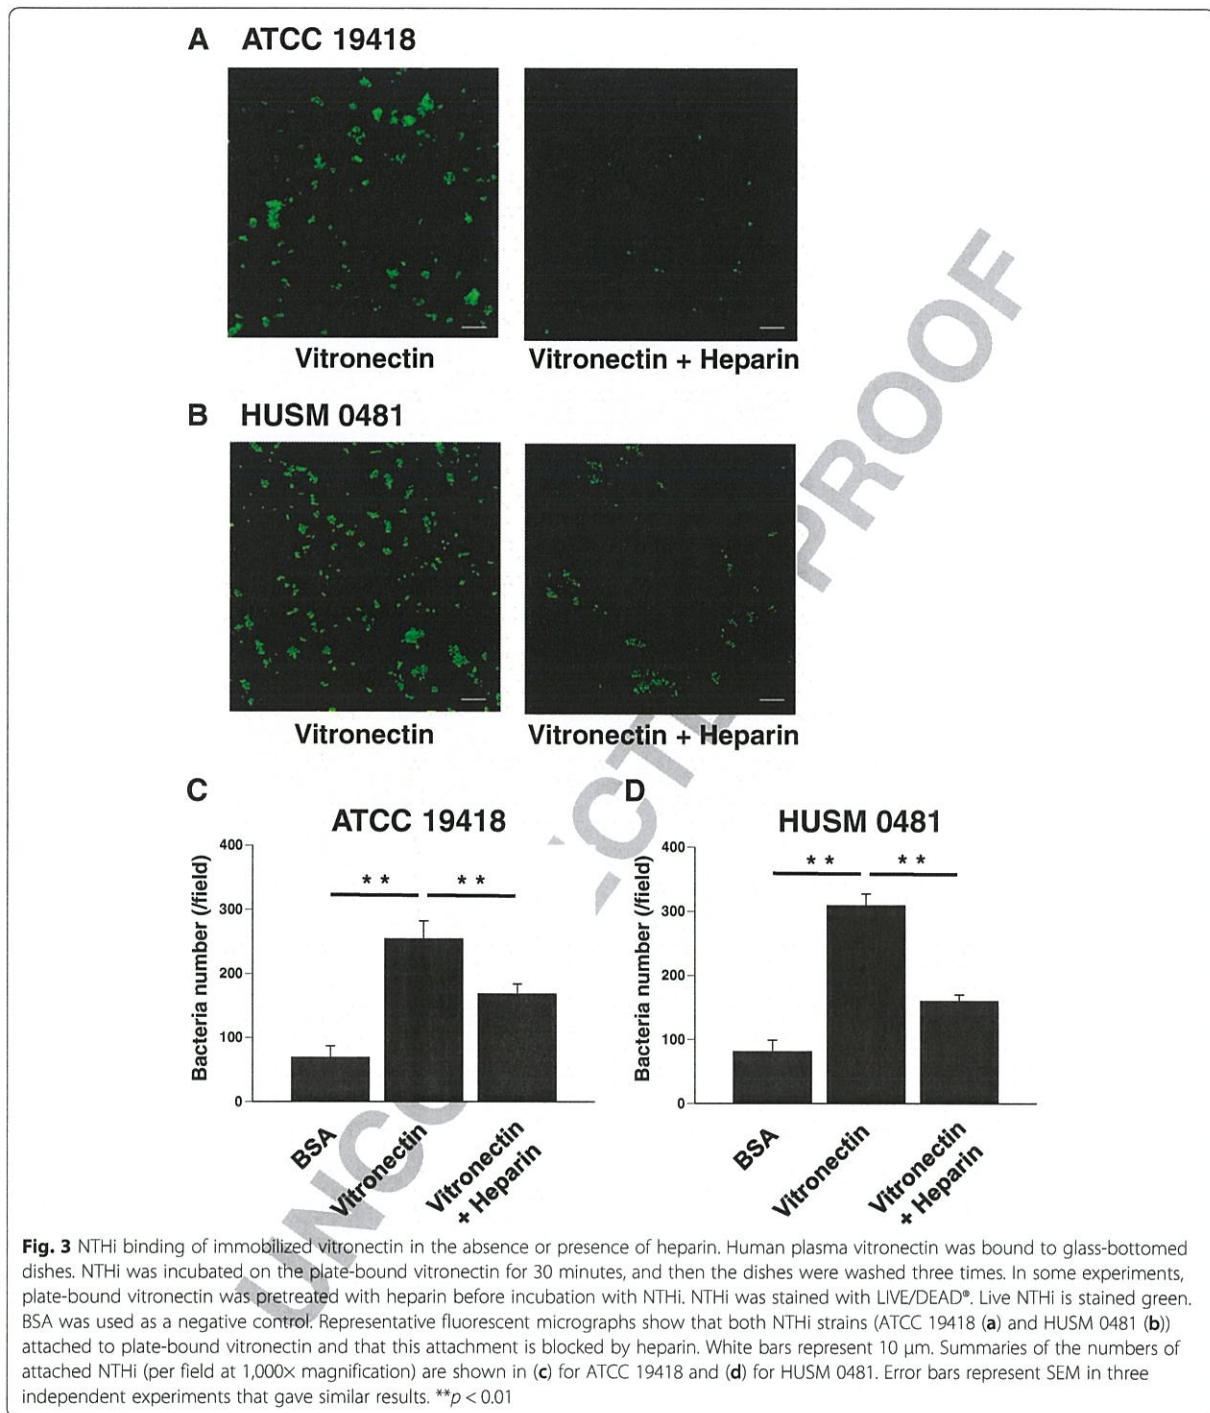 A ATCC 19418
Vitronectin Vitronectin + Heparin
B HUSM 0481
Vitronectin Vitronectin + Heparin
C D
ATCC 19418 HUSM 0481
Bacteria number (/field)
400
300
200
100
0
* * * *
BSA
Vitronectin
Vitronectin
+ Heparin
Bacteria number (/field)
400
300
200
100
0
* * * *
BSA
Vitronectin
Vitronectin
+ Heparin
Fig. 3 NTHi binding of immobilized vitronectin in the absence or presence of heparin. Human plasma vitronectin was bound to glass-bottomed
dishes. NTHi was incubated on the plate-bound vitronectin for 30 minutes, and then the dishes were washed three times. In some experiments,
plate-bound vitronectin was pretreated with heparin before incubation with NTHi. NTHi was stained with LIVE/DEAD®. Live NTHi is stained green.
BSA was used as a negative control. Representative fluorescent micrographs show that both NTHi strains (ATCC 19418 (a) and HUSM 0481 (b))
attached to plate-bound vitronectin and that this attachment is blocked by heparin. White bars represent 10 μm. Summaries of the numbers of
attached NTHi (per field at 1,000× magnification) are shown in (c) for ATCC 19418 and (d) for HUSM 0481. Error bars represent SEM in three
independent experiments that gave similar results. **p < 0.01